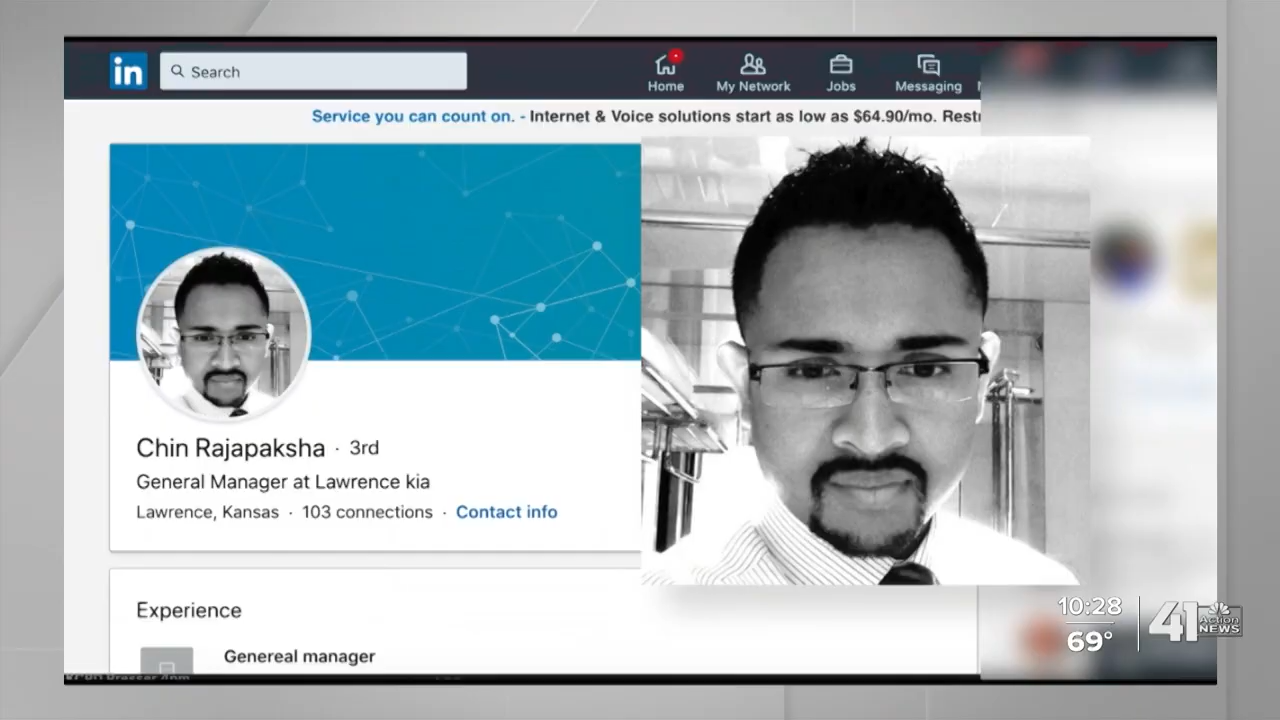 in
Search
Home
My Network
Jobs
Messaging
Service you can count on. - Internet & Voice solutions start as low as $64.90/mo. Restr
Chin Rajapaksha · 3rd
General Manager at Lawrence kia
Lawrence, Kansas · 103 connections · Contact info
Experience
Genereal manager
10:28
69°
41 Action NEWS